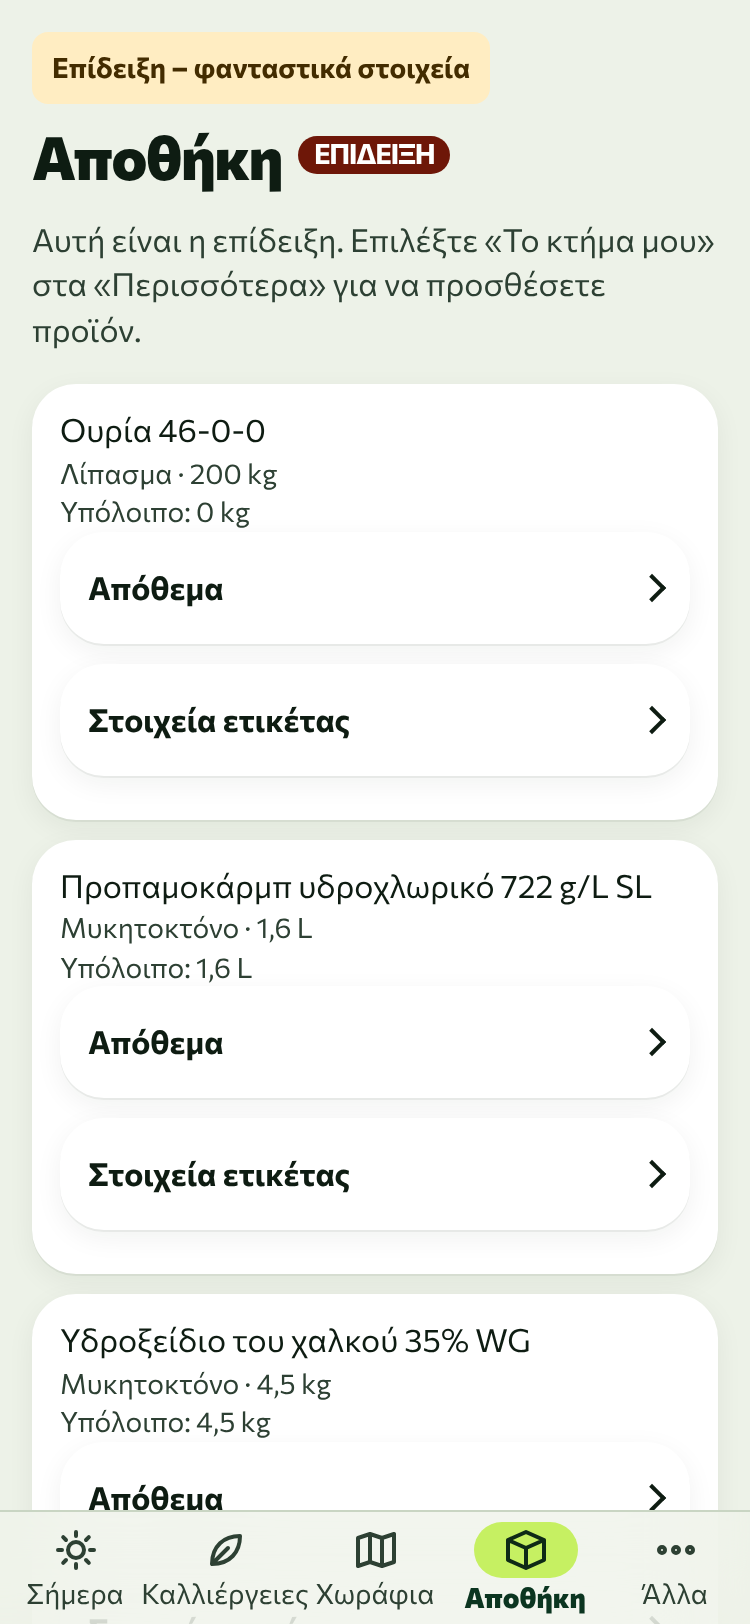 Επίδειξη – φανταστικά στοιχεία
Αποθήκη ΕΠΙΔΕΙΞΗ
Αυτή είναι η επίδειξη. Επιλέξτε «Το κτήμα μου»
στα «Περισσότερα» για να προσθέσετε
προϊόν.
Ουρία 46-0-0
Λίπασμα · 200 kg
Υπόλοιπο: 0 kg
Απόθεμα
Στοιχεία ετικέτας
Προπαμοκάρμπ υδροχλωρικό 722 g/L SL
Μυκητοκτόνο · 1,6 L
Υπόλοιπο: 1,6 L
Απόθεμα
Στοιχεία ετικέτας
Υδροξείδιο του χαλκού 35% WG
Μυκητοκτόνο · 4,5 kg
Υπόλοιπο: 4,5 kg
Απόθεμα
Σήμερα Καλλιέργειες Χωράφια Αποθήκη Άλλα